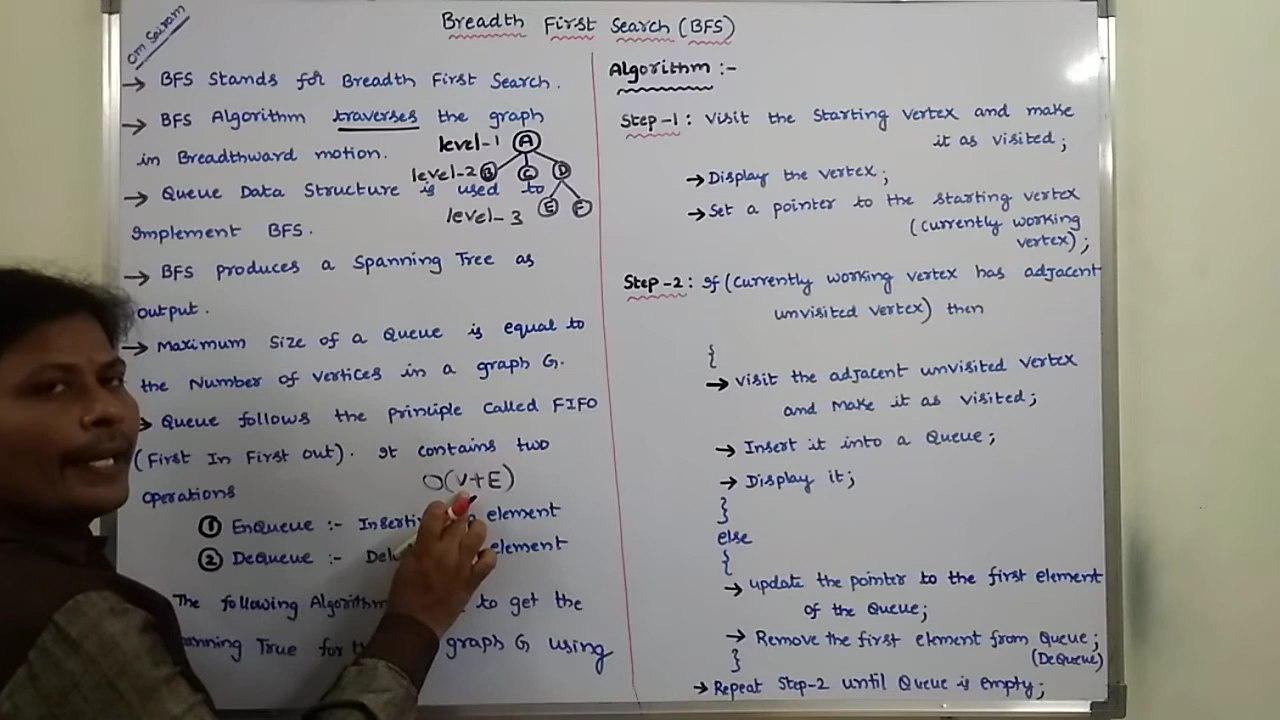 Om Sairam
Breadth First Search (BFS)
→ BFS Stands for Breadth First Search.
→ BFS Algorithm traverses the graph
in Breadthward motion.
level-1 A
level-2 B C D
→ Queue Data Structure is used to
level-3 E F
Implement BFS.
→ BFS produces a Spanning Tree as
output.
→ Maximum Size of a Queue is equal to
the Number of vertices in a graph G.
→ Queue follows the principle called FIFO
(First In First Out). It contains two
operations O(V+E)
① EnQueue :- element
② DeQueue :- element
The following Algorithm to get the
True for graph G using
Algorithm :-
Step-1 : Visit the Starting vertex and make
it as visited;
→ Display the vertex;
→ Set a pointer to the starting vertex
(currently working
vertex);
Step-2 : If (currently working vertex has adjacent
unvisited vertex) then
{
→ visit the adjacent unvisited vertex
and make it as visited;
→ Insert it into a Queue;
→ Display it;
}
else
{
→ update the pointer to the first element
of the Queue;
→ Remove the first element from Queue;
} (DeQueue)
→ Repeat Step-2 until Queue is empty;